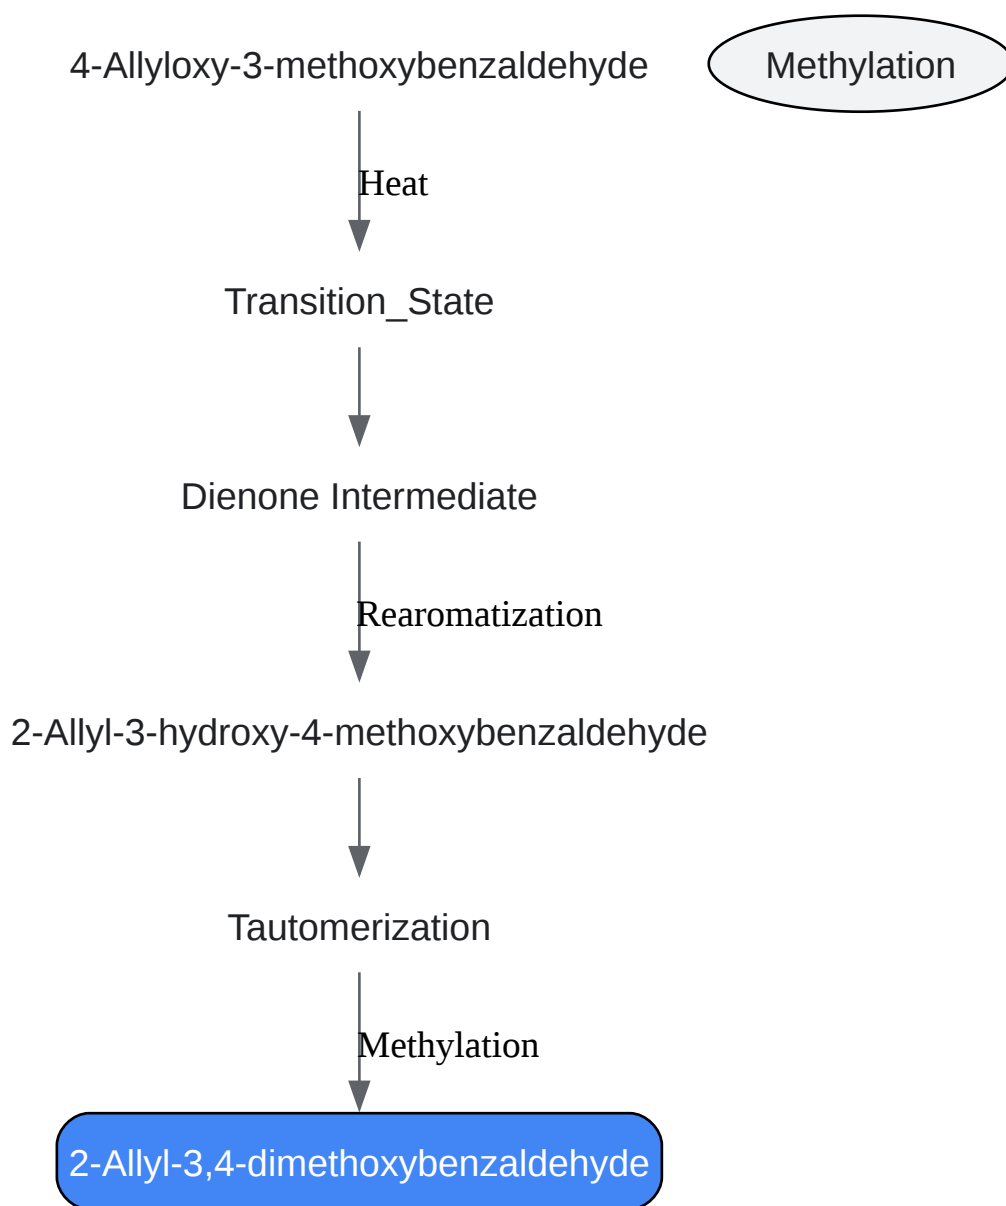 4-Allyloxy-3-methoxybenzaldehyde
Methylation
Heat
Transition_State
Dienone Intermediate
Rearomatization
2-Allyl-3-hydroxy-4-methoxybenzaldehyde
Tautomerization
Methylation
2-Allyl-3,4-dimethoxybenzaldehyde